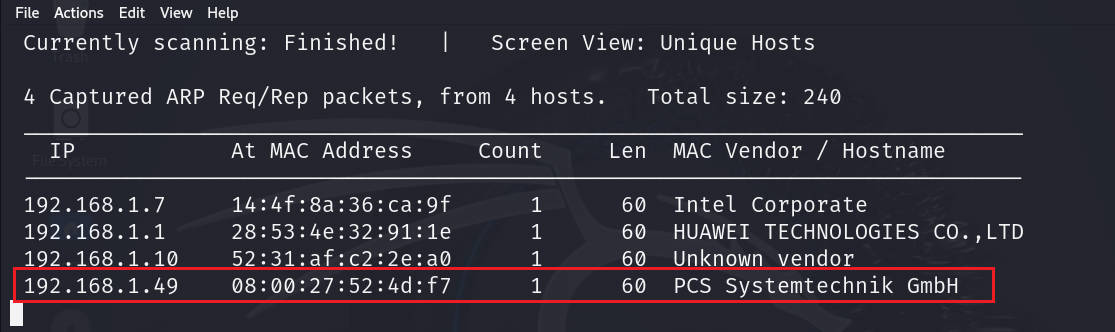 File Actions Edit View Help
Currently scanning: Finished! | Screen View: Unique Hosts
Trash
4 Captured ARP Req/Rep packets, from 4 hosts. Total size: 240
IP At MAC Address Count Len MAC Vendor / Hostname
File System
192.168.1.7 14:4f:8a:36:ca:9f 1 60 Intel Corporate
192.168.1.1 28:53:4e:32:91:1e 1 60 HUAWEI TECHNOLOGIES CO.,LTD
192.168.1.10 52:31:af:c2:2e:a0 1 60 Unknown vendor
192.168.1.49 08:00:27:52:4d:f7 1 60 PCS Systemtechnik GmbH